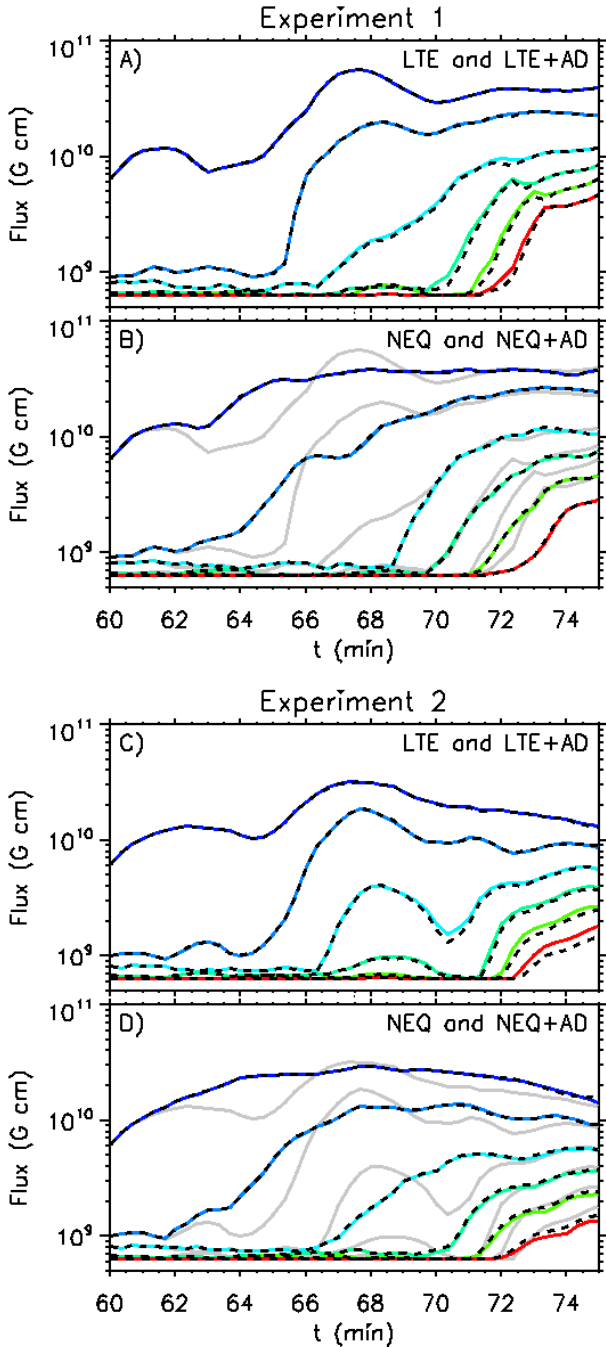 Experiment 1
A) LTE and LTE+AD
10^11
10^10
10^9
Flux (G cm)
B) NEQ and NEQ+AD
10^11
10^10
10^9
Flux (G cm)
60 62 64 66 68 70 72 74
t (min)
Experiment 2
C) LTE and LTE+AD
10^11
10^10
10^9
Flux (G cm)
D) NEQ and NEQ+AD
10^11
10^10
10^9
Flux (G cm)
60 62 64 66 68 70 72 74
t (min)